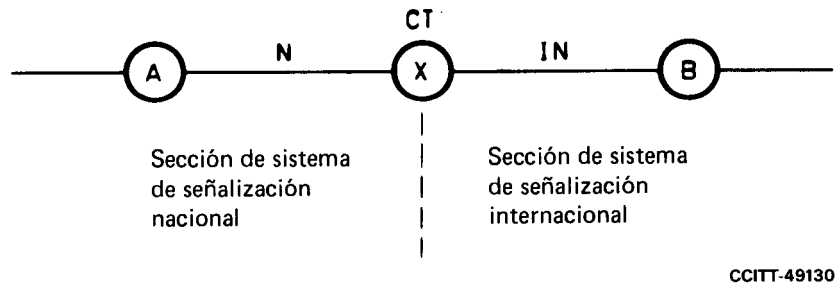 CT
A N X IN B
Sección de sistema
de señalización
nacional
Sección de sistema
de señalización
internacional
CCITT-49130